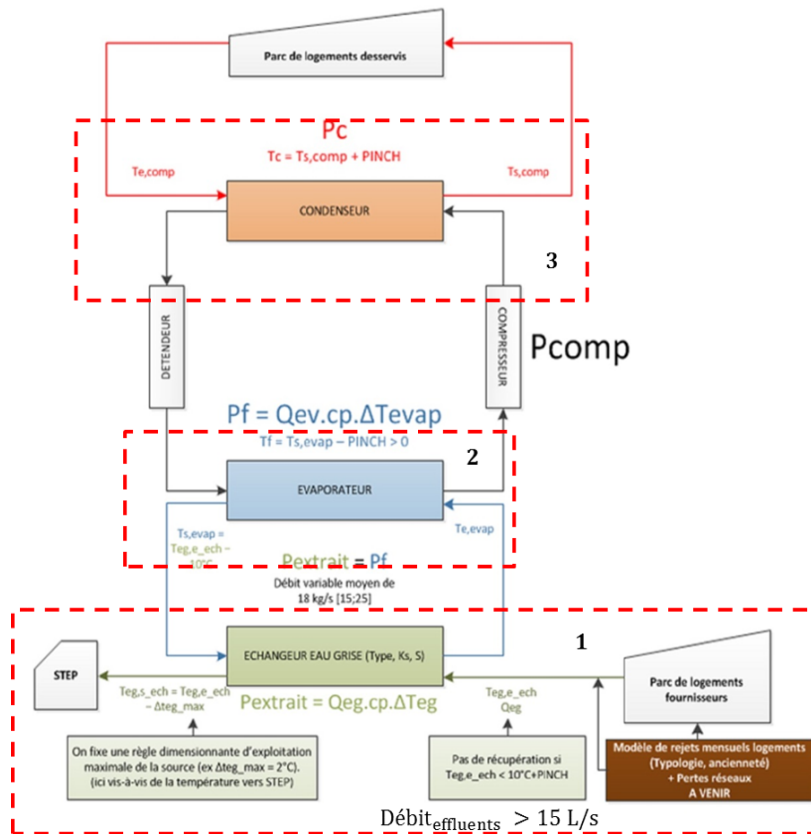 Parc de logements desservis
Pc
Tc = Ts,comp + PINCH
Te,comp
Ts,comp
CONDENSEUR
3
DETENDEUR
COMPRESSEUR
Pcomp
Pf = Qev.cp.ΔTevap
Tf = Ts,evap – PINCH > 0
2
EVAPORATEUR
Ts,evap =
Teg,e_ech –
10°C
Te,evap
Pextrait = Pf
Débit variable moyen de
18 kg/s [15;25]
1
ECHANGEUR EAU GRISE (Type, Ks, S)
STEP
Teg,s_ech = Teg,e_ech
– Δteg_max
Pextrait = Qeg.cp.ΔTeg
Teg,e_ech
Qeg
Parc de logements
fournisseurs
On fixe une règle dimensionnante d'exploitation
maximale de la source (ex Δteg_max = 2°C).
(ici vis-à-vis de la température vers STEP)
Pas de récupération si
Teg,e_ech < 10°C+PINCH
Modèle de rejets mensuels logements
(Typologie, ancienneté)
+ Pertes réseaux
A VENIR
Débiteffluents > 15 L/s